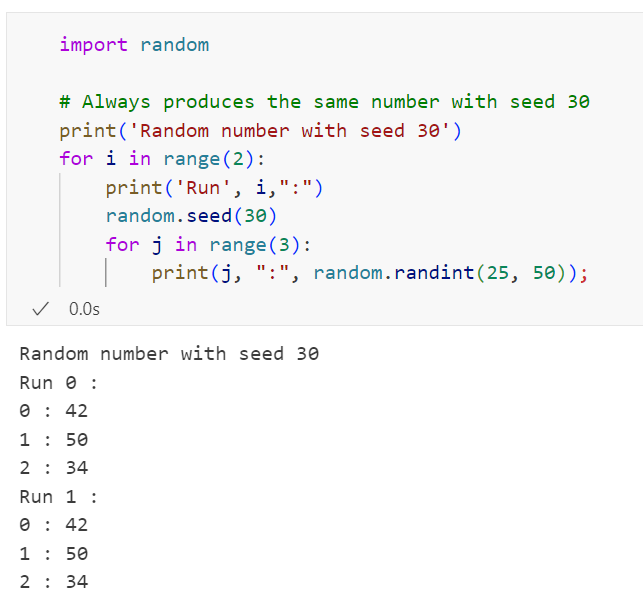 import random
# Always produces the same number with seed 30
print('Random number with seed 30')
for i in range(2):
    print('Run', i,":")
    random.seed(30)
    for j in range(3):
        print(j, ":", random.randint(25, 50));
0.0s
Random number with seed 30
Run 0 :
0 : 42
1 : 50
2 : 34
Run 1 :
0 : 42
1 : 50
2 : 34